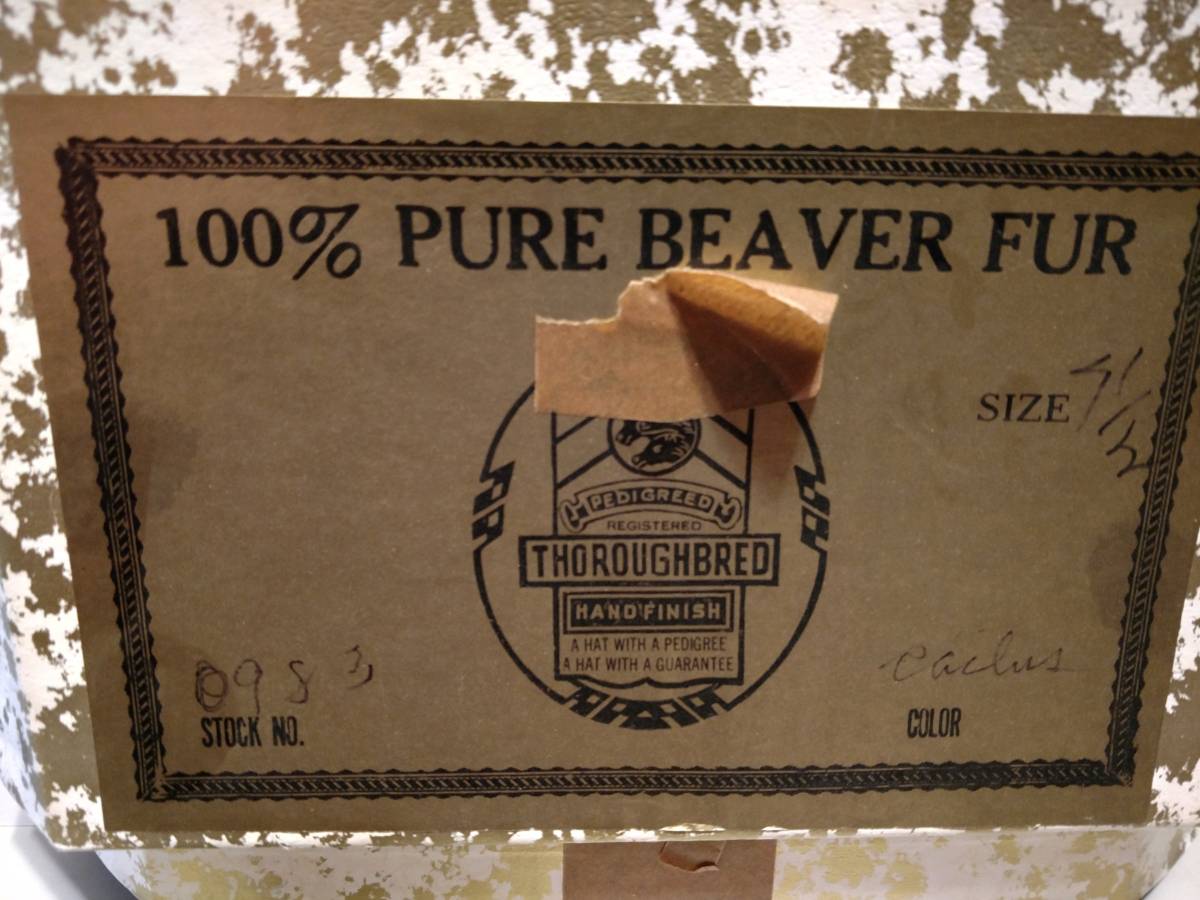 100% PURE BEAVER FUR
SIZE 7 1/2
PEDIGREED
REGISTERED
THOROUGHBRED
HAND FINISH
A HAT WITH A PEDIGREE
A HAT WITH A GUARANTEE
0983
STOCK NO.
cactus
COLOR